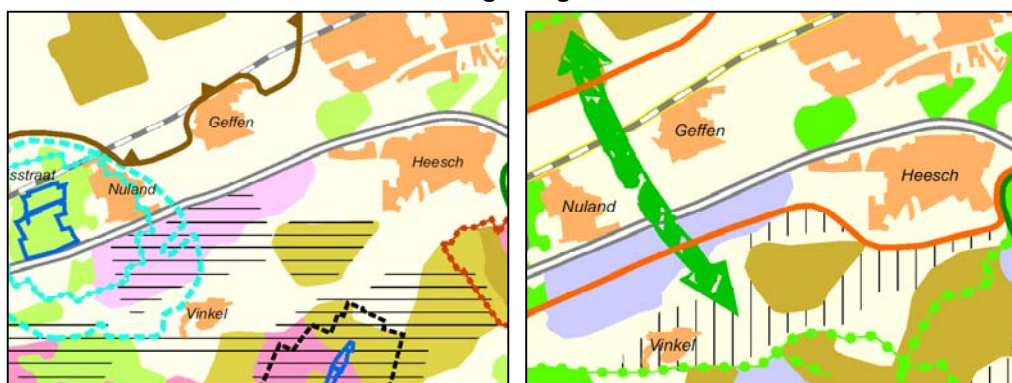 Geffen
Heesch
sstraat
Nuland
Vinkel
Geffen
Heesch
Nuland
Vinkel